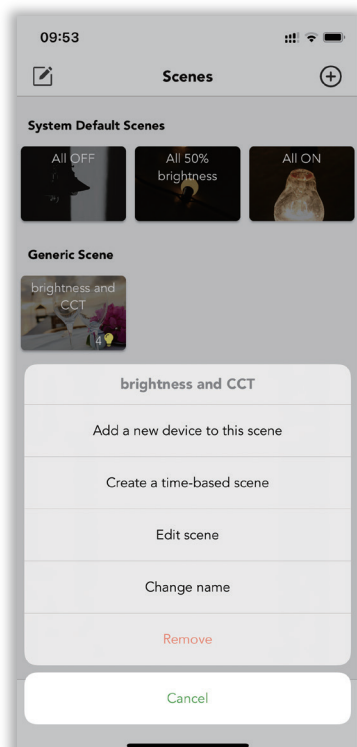 09:53
Scenes
System Default Scenes
All OFF
All 50%
brightness
All ON
Generic Scene
brightness and
CCT
4
brightness and CCT
Add a new device to this scene
Create a time-based scene
Edit scene
Change name
Remove
Cancel